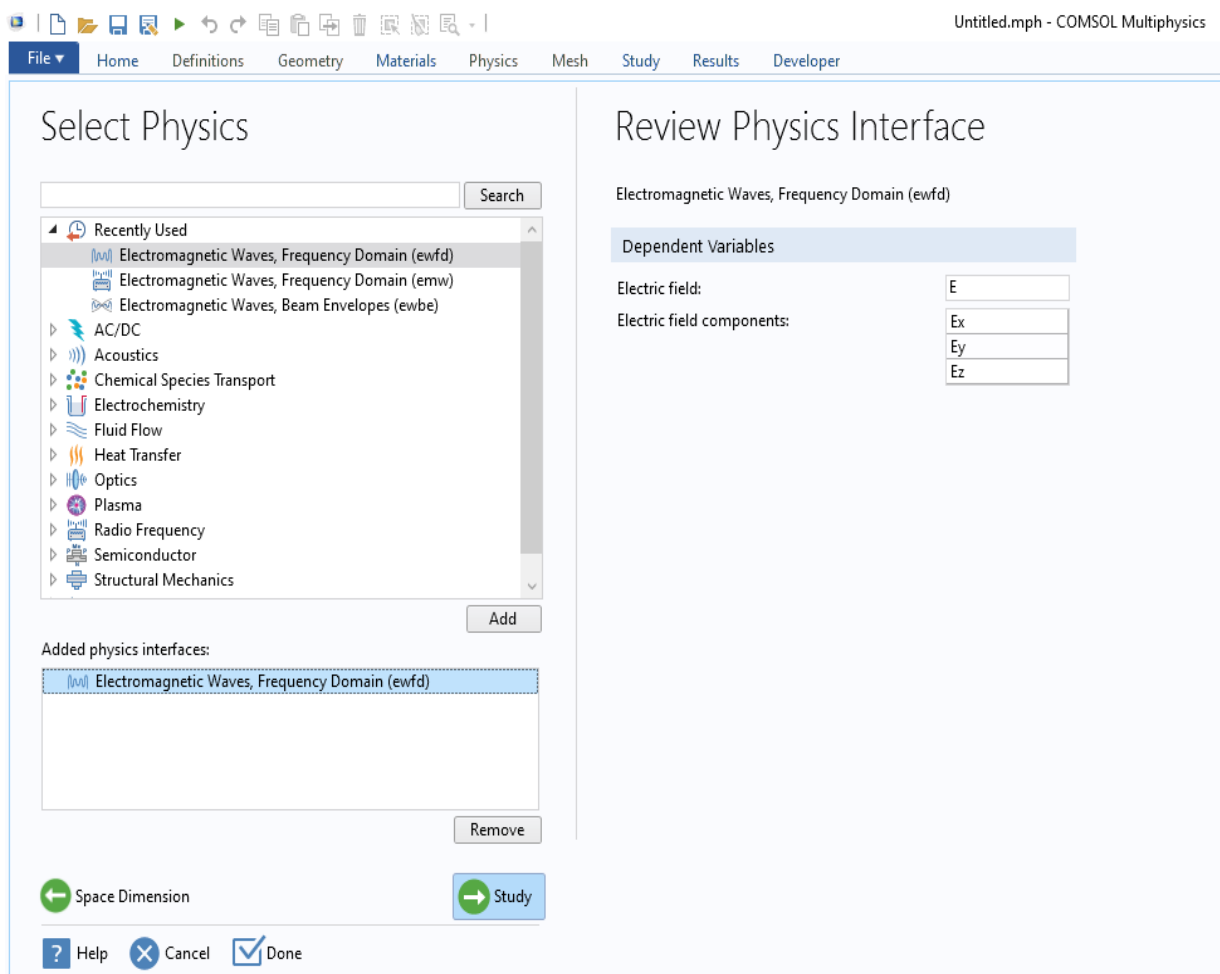 Untitled.mph - COMSOL Multiphysics
File Home Definitions Geometry Materials Physics Mesh Study Results Developer
Select Physics
Search
Recently Used
Electromagnetic Waves, Frequency Domain (ewfd)
Electromagnetic Waves, Frequency Domain (emw)
Electromagnetic Waves, Beam Envelopes (ewbe)
AC/DC
Acoustics
Chemical Species Transport
Electrochemistry
Fluid Flow
Heat Transfer
Optics
Plasma
Radio Frequency
Semiconductor
Structural Mechanics
Add
Added physics interfaces:
Electromagnetic Waves, Frequency Domain (ewfd)
Remove
Space Dimension
Study
Help Cancel Done
Review Physics Interface
Electromagnetic Waves, Frequency Domain (ewfd)
Dependent Variables
Electric field: E
Electric field components: Ex
Ey
Ez